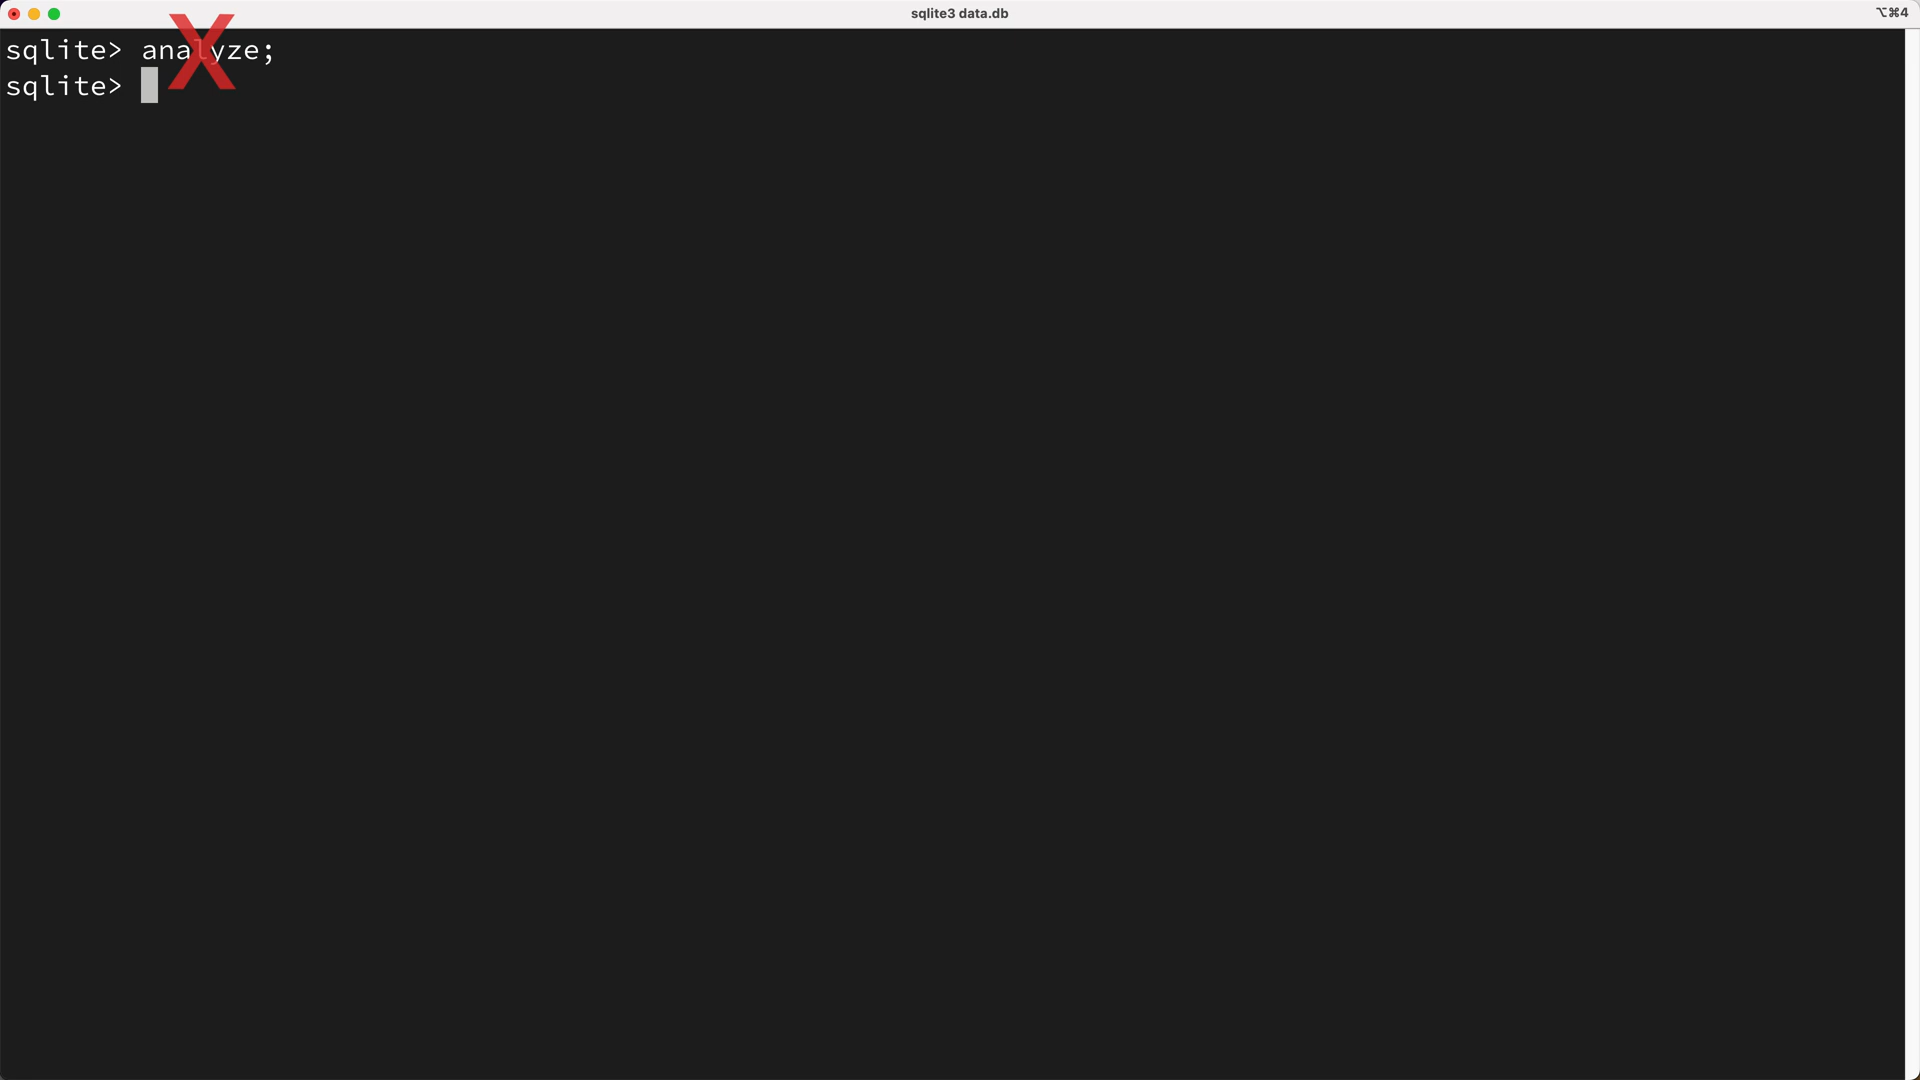 sqlite3 data.db
⌥⌘4
sqlite> analyze;
X
sqlite>